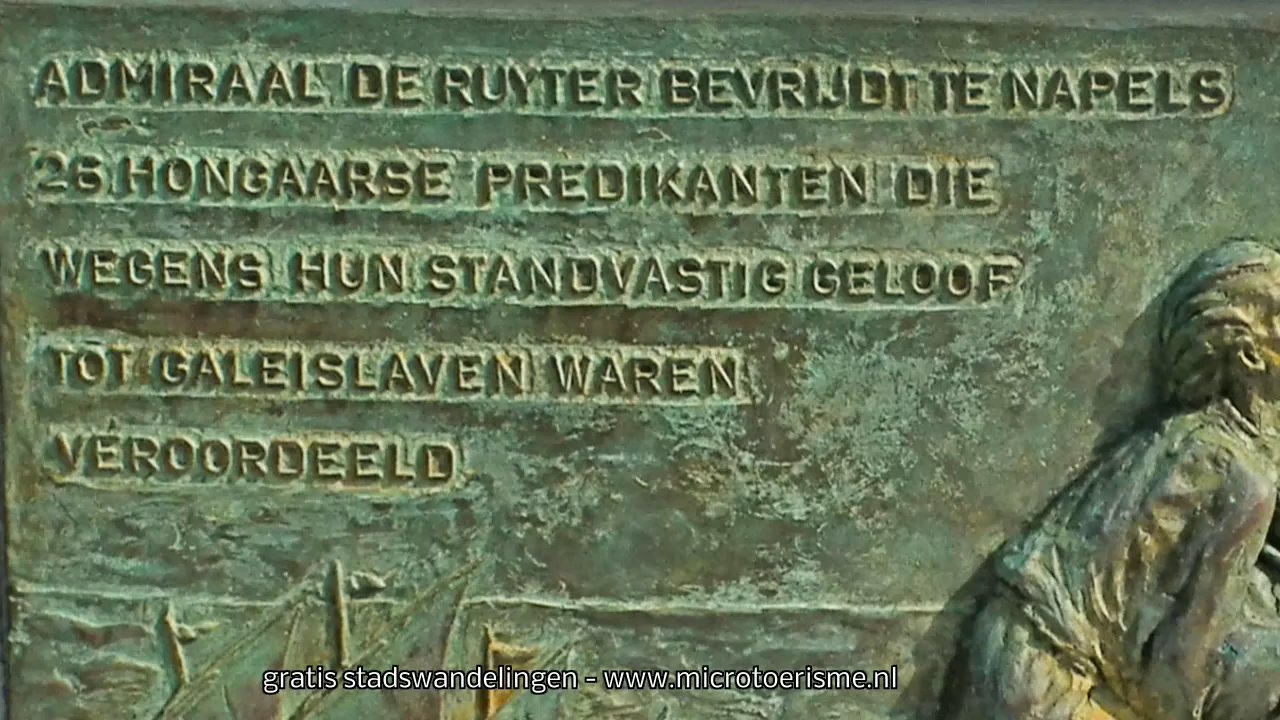 ADMIRAAL DE RUYTER BEVRIJDT TE NAPELS
26 HONGAARSE PREDIKANTEN DIE
WEGENS HUN STANDVASTIG GELOOF
TOT GALEISLAVEN WAREN
VEROORDEELD
gratis stadswandelingen - www.microtoerisme.nl